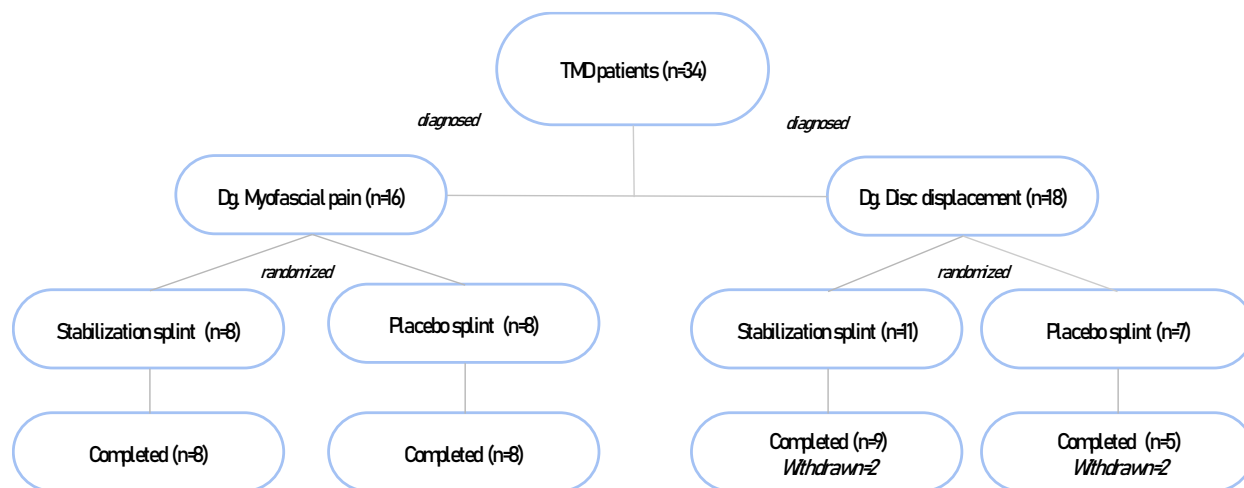 TMD patients (n=34)
diagnosed
diagnosed
Dg. Myofascial pain (n=16)
Dg. Disc displacement (n=18)
randomized
randomized
Stabilization splint (n=8)
Placebo splint (n=8)
Stabilization splint (n=11)
Placebo splint (n=7)
Completed (n=8)
Completed (n=8)
Completed (n=9)
Withdrawn=2
Completed (n=5)
Withdrawn=2